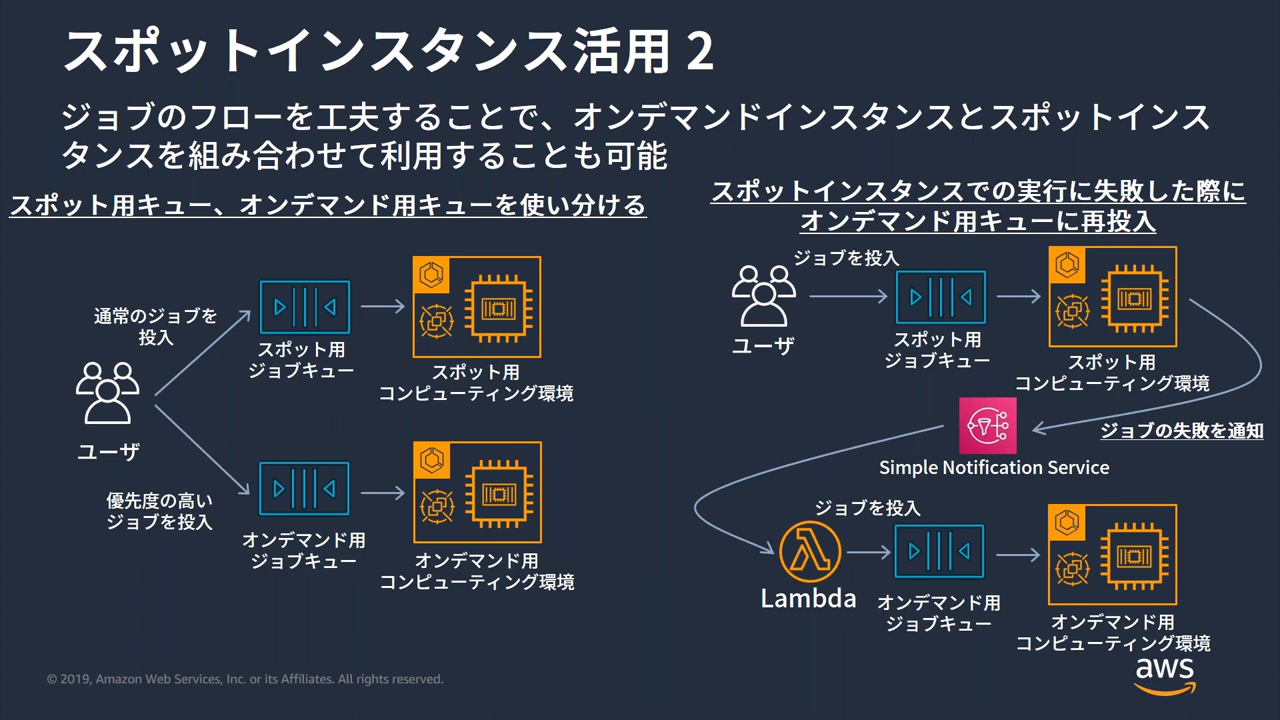 スポットインスタンス活用 2
ジョブのフローを工夫することで、オンデマンドインスタンスとスポットインス
タンスを組み合わせて利用することも可能
スポット用キュー、オンデマンド用キューを使い分ける
通常のジョブを
投入
スポット用
ジョブキュー
スポット用
コンピューティング環境
ユーザ
優先度の高い
ジョブを投入
オンデマンド用
ジョブキュー
オンデマンド用
コンピューティング環境
スポットインスタンスでの実行に失敗した際に
オンデマンド用キューに再投入
ジョブを投入
ユーザ
スポット用
ジョブキュー
スポット用
コンピューティング環境
ジョブの失敗を通知
Simple Notification Service
ジョブを投入
Lambda
オンデマンド用
ジョブキュー
オンデマンド用
コンピューティング環境
© 2019, Amazon Web Services, Inc. or its Affiliates. All rights reserved.
aws